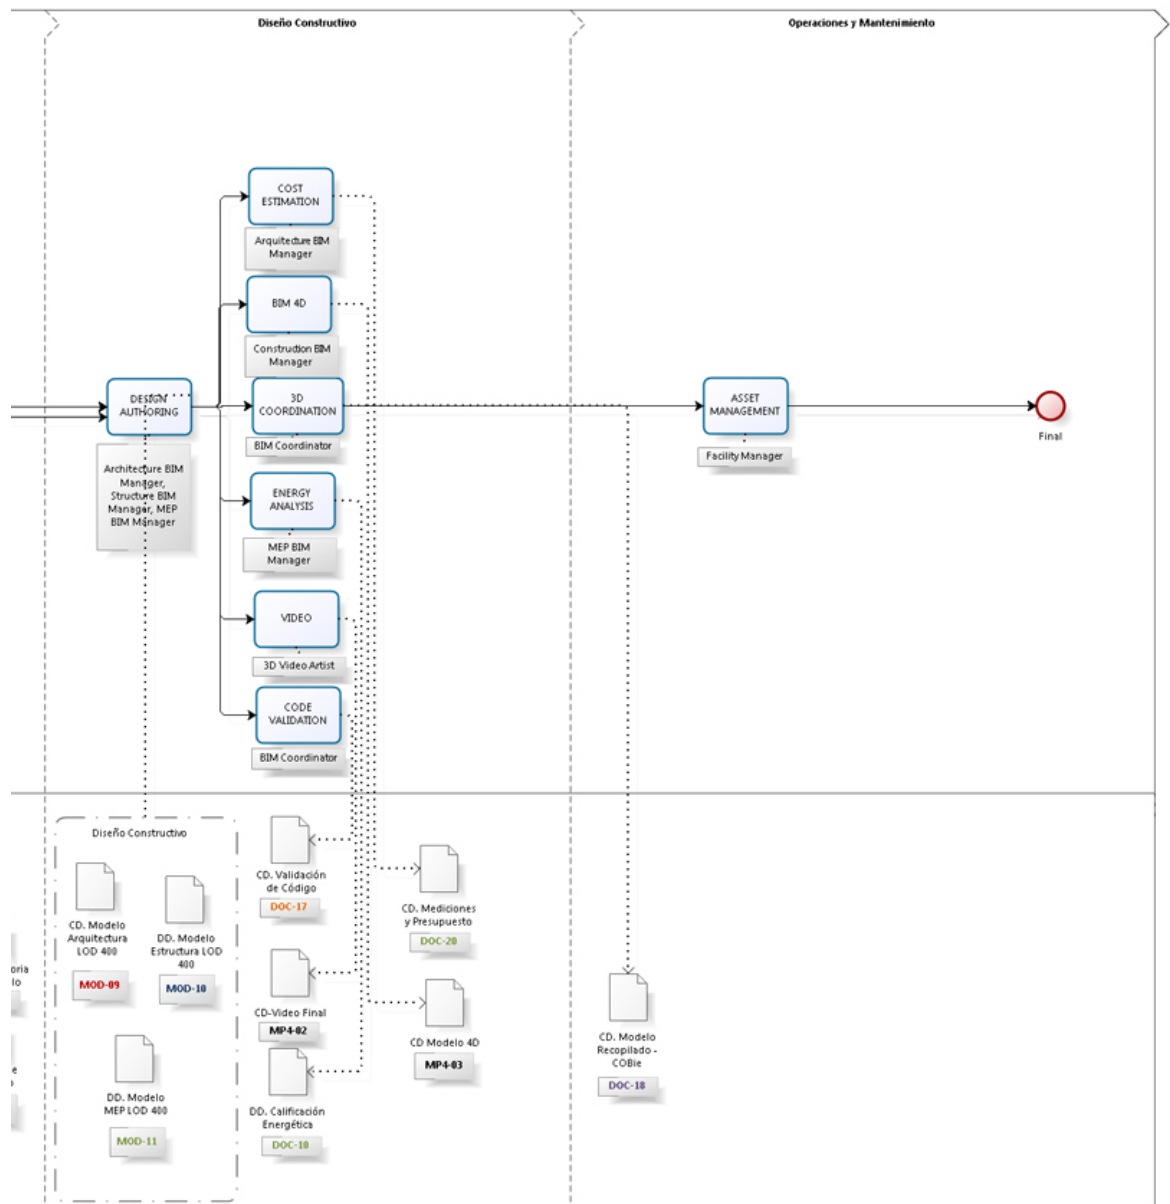 Diseño Constructivo
Operaciones y Mantenimiento
COST
ESTIMATION
Arquitecture BIM
Manager
BIM 4D
Construction BIM
Manager
DESIGN
AUTHORING
3D
COORDINATION
ASSET
MANAGEMENT
Final
BIM Coordinator
Facility Manager
Architecture BIM
Manager,
Structure BIM
Manager, MEP
BIM Manager
ENERGY
ANALYSIS
MEP BIM
Manager
VIDEO
3D Video Artist
CODE
VALIDATION
BIM Coordinator
Diseño Constructivo
CD. Modelo
Arquitectura
LOD 400
MOD-09
DD. Modelo
Estructura LOD
400
MOD-10
DD. Modelo
MEP LOD 400
MOD-11
CD. Validación
de Código
DOC-17
CD-Video Final
MP4-02
DD. Calificación
Energética
DOC-10
CD. Mediciones
y Presupuesto
DOC-20
CD Modelo 4D
MP4-03
CD. Modelo
Recopilado -
COBie
DOC-18